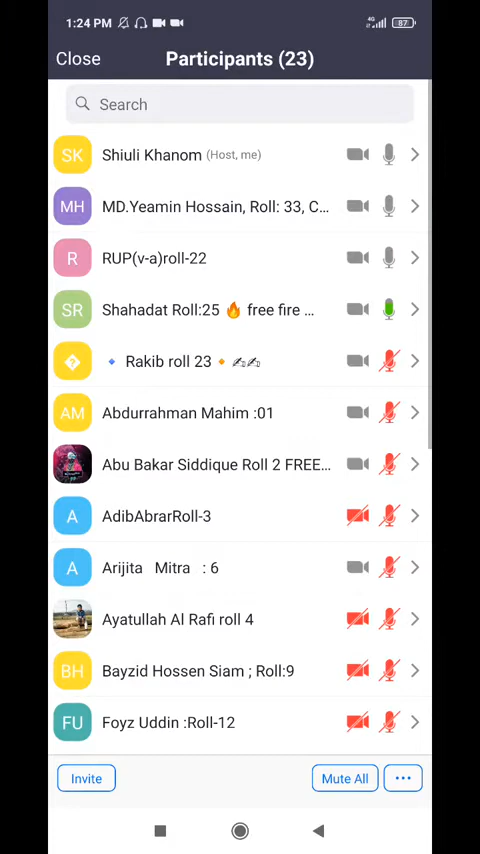 1:24 PM 4G 87
Close Participants (23)
Search
SK Shiuli Khanom (Host, me)
MH MD.Yeamin Hossain, Roll: 33, C...
R RUP(v-a)roll-22
SR Shahadat Roll:25 🔥 free fire ...
🔹 Rakib roll 23🔸✍✍
AM Abdurrahman Mahim :01
Abu Bakar Siddique Roll 2 FREE...
A AdibAbrarRoll-3
A Arijita Mitra : 6
Ayatullah Al Rafi roll 4
BH Bayzid Hossen Siam ; Roll:9
FU Foyz Uddin :Roll-12
Invite Mute All ...